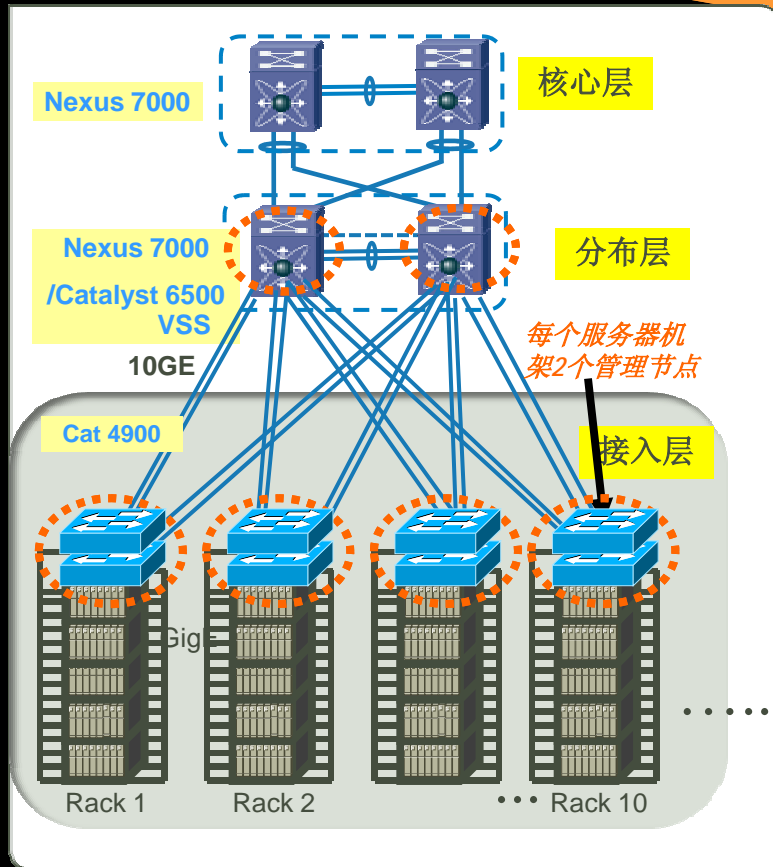 Nexus 7000
核心层
Nexus 7000
/Catalyst 6500
VSS
分布层
10GE
每个服务器机
架2个管理节点
Cat 4900
接入层
Rack 1
Rack 2
Rack 10